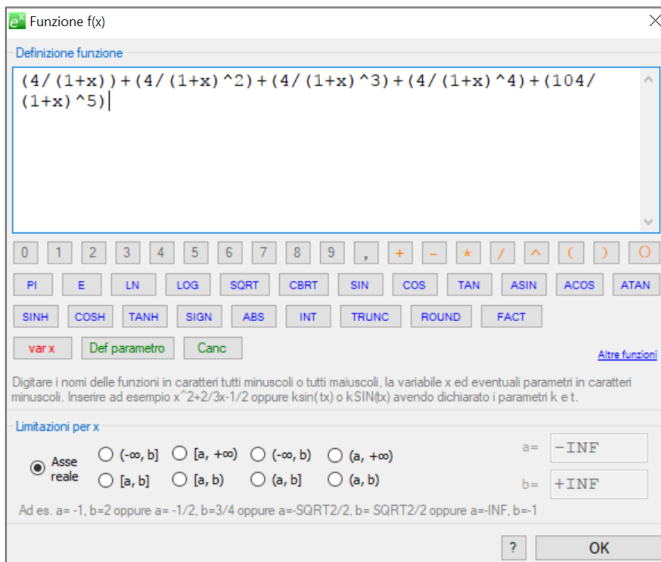 eˣ Funzione f(x)
Definizione funzione
(4/(1+x))+(4/(1+x)^2)+(4/(1+x)^3)+(4/(1+x)^4)+(104/
(1+x)^5)
0 1 2 3 4 5 6 7 8 9 , + - * / ^ ( ) ()
PI E LN LOG SQRT CBRT SIN COS TAN ASIN ACOS ATAN
SINH COSH TANH SIGN ABS INT TRUNC ROUND FACT
var x Def parametro Canc
Altre funzioni
Digitare i nomi delle funzioni in caratteri tutti minuscoli o tutti maiuscoli, la variabile x ed eventuali parametri in caratteri
minuscoli. Inserire ad esempio x^2+2/3x-1/2 oppure ksin(tx) o kSIN(tx) avendo dichiarato i parametri k e t.
Limitazioni per x
Asse reale (-∞, b] [a, +∞) (-∞, b) (a, +∞) a= -INF
[a, b] [a, b) (a, b] (a, b) b= +INF
Ad es. a= -1, b=2 oppure a= -1/2, b=3/4 oppure a=-SQRT2/2, b= SQRT2/2 oppure a=-INF, b=-1
? OK